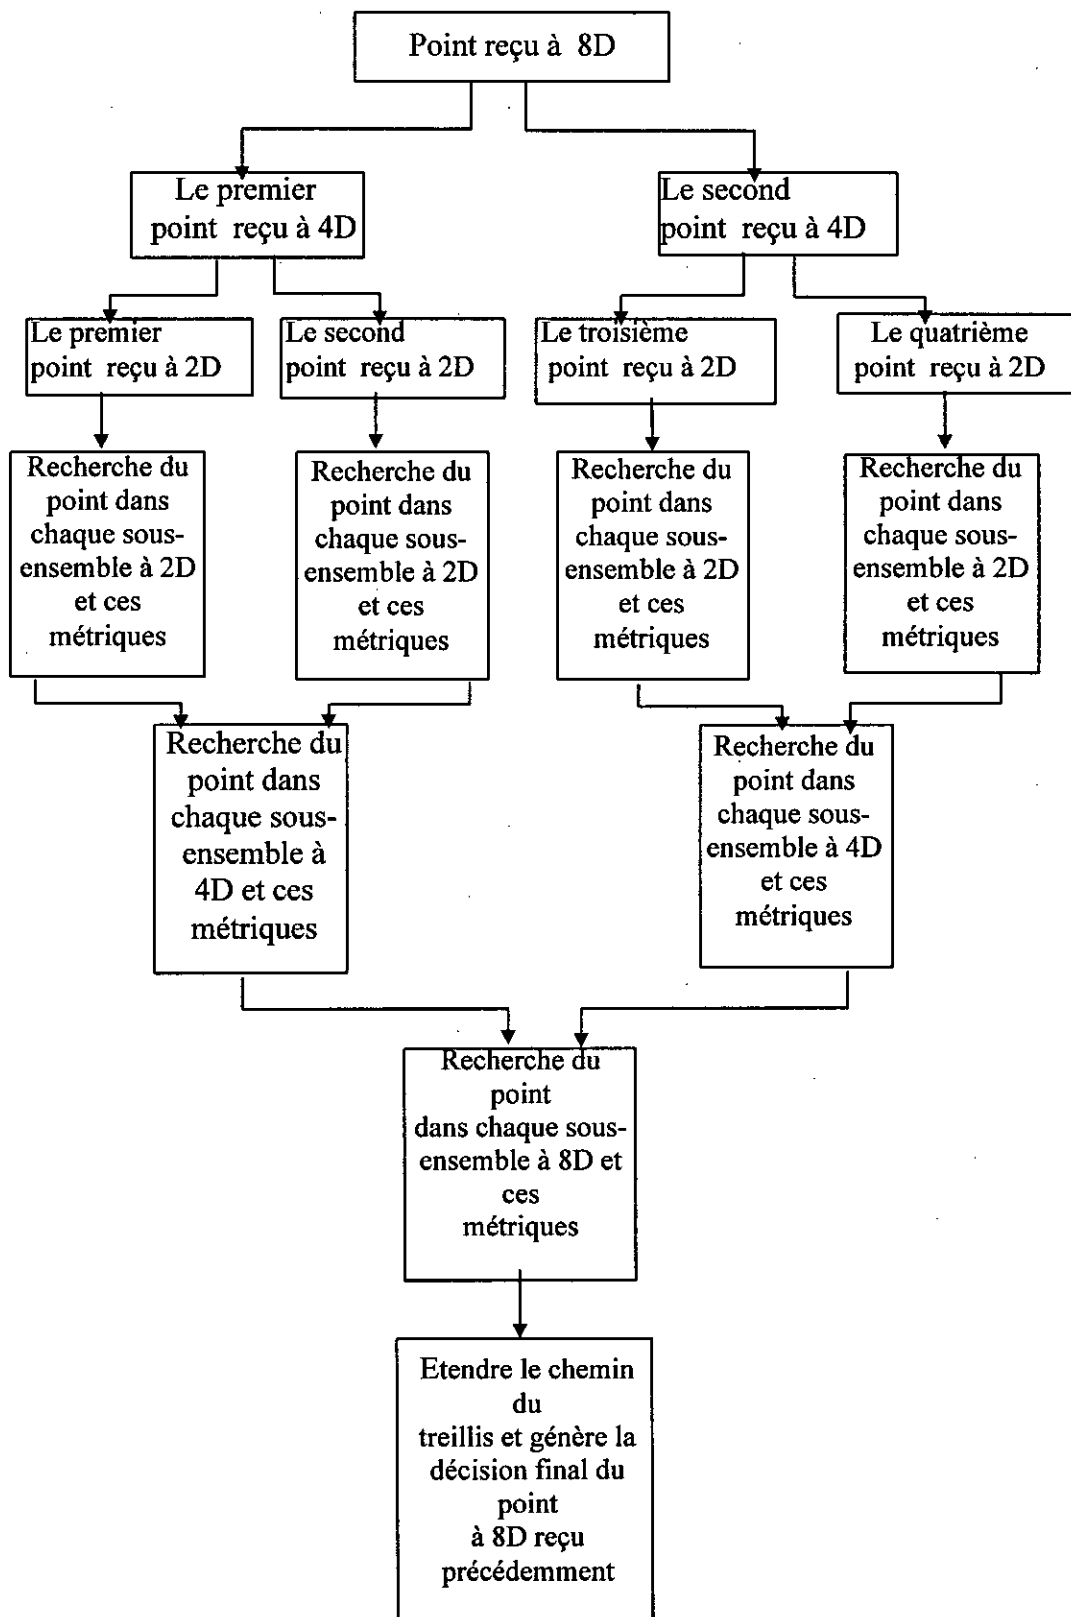 Point reçu à 8D
Le premier
point reçu à 4D
Le second
point reçu à 4D
Le premier
point reçu à 2D
Le second
point reçu à 2D
Le troisième
point reçu à 2D
Le quatrième
point reçu à 2D
Recherche du
point dans
chaque sous-
ensemble à 2D
et ces
métriques
Recherche du
point dans
chaque sous-
ensemble à 2D
et ces
métriques
Recherche du
point dans
chaque sous-
ensemble à 2D
et ces
métriques
Recherche du
point dans
chaque sous-
ensemble à 2D
et ces
métriques
Recherche du
point dans
chaque sous-
ensemble à
4D et ces
métriques
Recherche du
point dans
chaque sous-
ensemble à 4D
et ces
métriques
Recherche du
point
dans chaque sous-
ensemble à 8D et
ces
métriques
Etendre le chemin
du
treillis et génère la
décision final du
point
à 8D reçu
précédemment